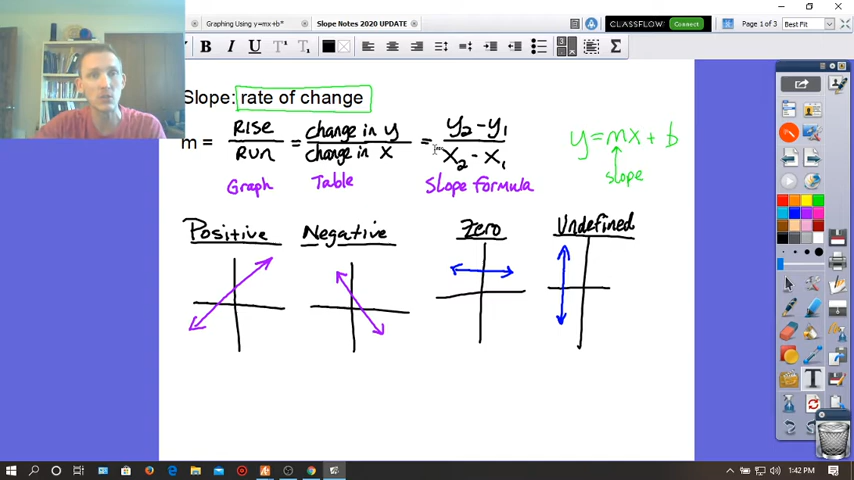 Graphing Using y=mx+b*
Slope Notes 2020 UPDATE
CLASSFLOW Connect Page 1 of 3 Best Fit
B I U
Slope: rate of change
m = RISE / RUN = change in y / change in x = y₂ - y₁ / x₂ - x₁
y = mx + b
Graph Table Slope formula
slope
Positive Negative Zero Undefined
1:42 PM